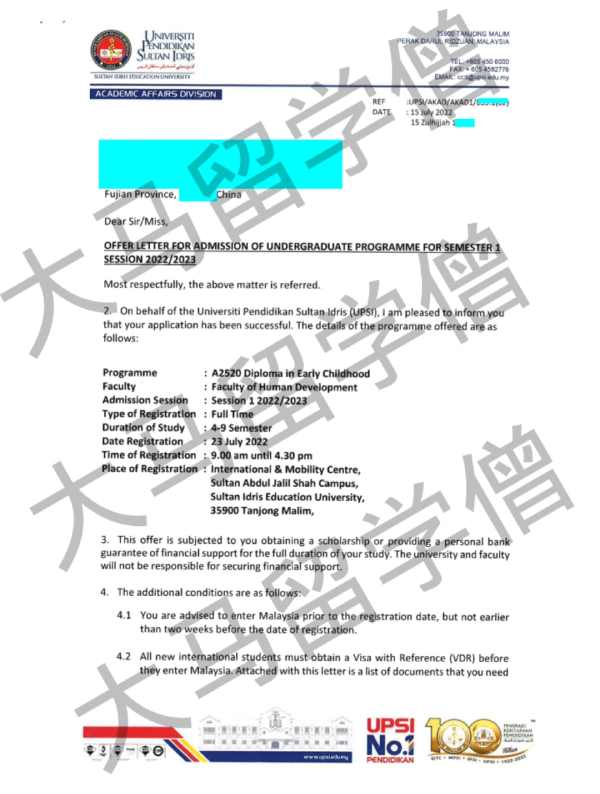 UNIVERSITI
PENDIDIKAN
SULTAN IDRIS
SULTAN IDRIS EDUCATION UNIVERSITY
35900 TANJONG MALIM
PERAK DARUL RIDZUAN, MALAYSIA
TEL: +605 450 6000
FAX: + 605 4582776
ACADEMIC AFFAIRS DIVISION
REF :UPSI/AKAD/AKAD1/
DATE : 15 July 2022
15 Zulhijjah 1
Fujian Province, China
Dear Sir/Miss,
OFFER LETTER FOR ADMISSION OF UNDERGRADUATE PROGRAMME FOR SEMESTER 1
SESSION 2022/2023
Most respectfully, the above matter is referred.
2. On behalf of the Universiti Pendidikan Sultan Idris (UPSI), I am pleased to inform you
that your application has been successful. The details of the programme offered are as
follows:
Programme : A2520 Diploma in Early Childhood
Faculty : Faculty of Human Development
Admission Session : Session 1 2022/2023
Type of Registration : Full Time
Duration of Study : 4-9 Semester
Date Registration : 23 July 2022
Time of Registration : 9.00 am until 4.30 pm
Place of Registration : International & Mobility Centre,
Sultan Abdul Jalil Shah Campus,
Sultan Idris Education University,
35900 Tanjong Malim,
3. This offer is subjected to you obtaining a scholarship or providing a personal bank
guarantee of financial support for the full duration of your study. The university and faculty
will not be responsible for securing financial support.
4. The additional conditions are as follows:
4.1 You are advised to enter Malaysia prior to the registration date, but not earlier
than two weeks before the date of registration.
4.2 All new international students must obtain a Visa with Reference (VDR) before
they enter Malaysia. Attached with this letter is a list of documents that you need
www.upsi.edu.my
UPSI
No.1
PENDIDIKAN
100
大马留学僧
大马留学僧
大马留学僧